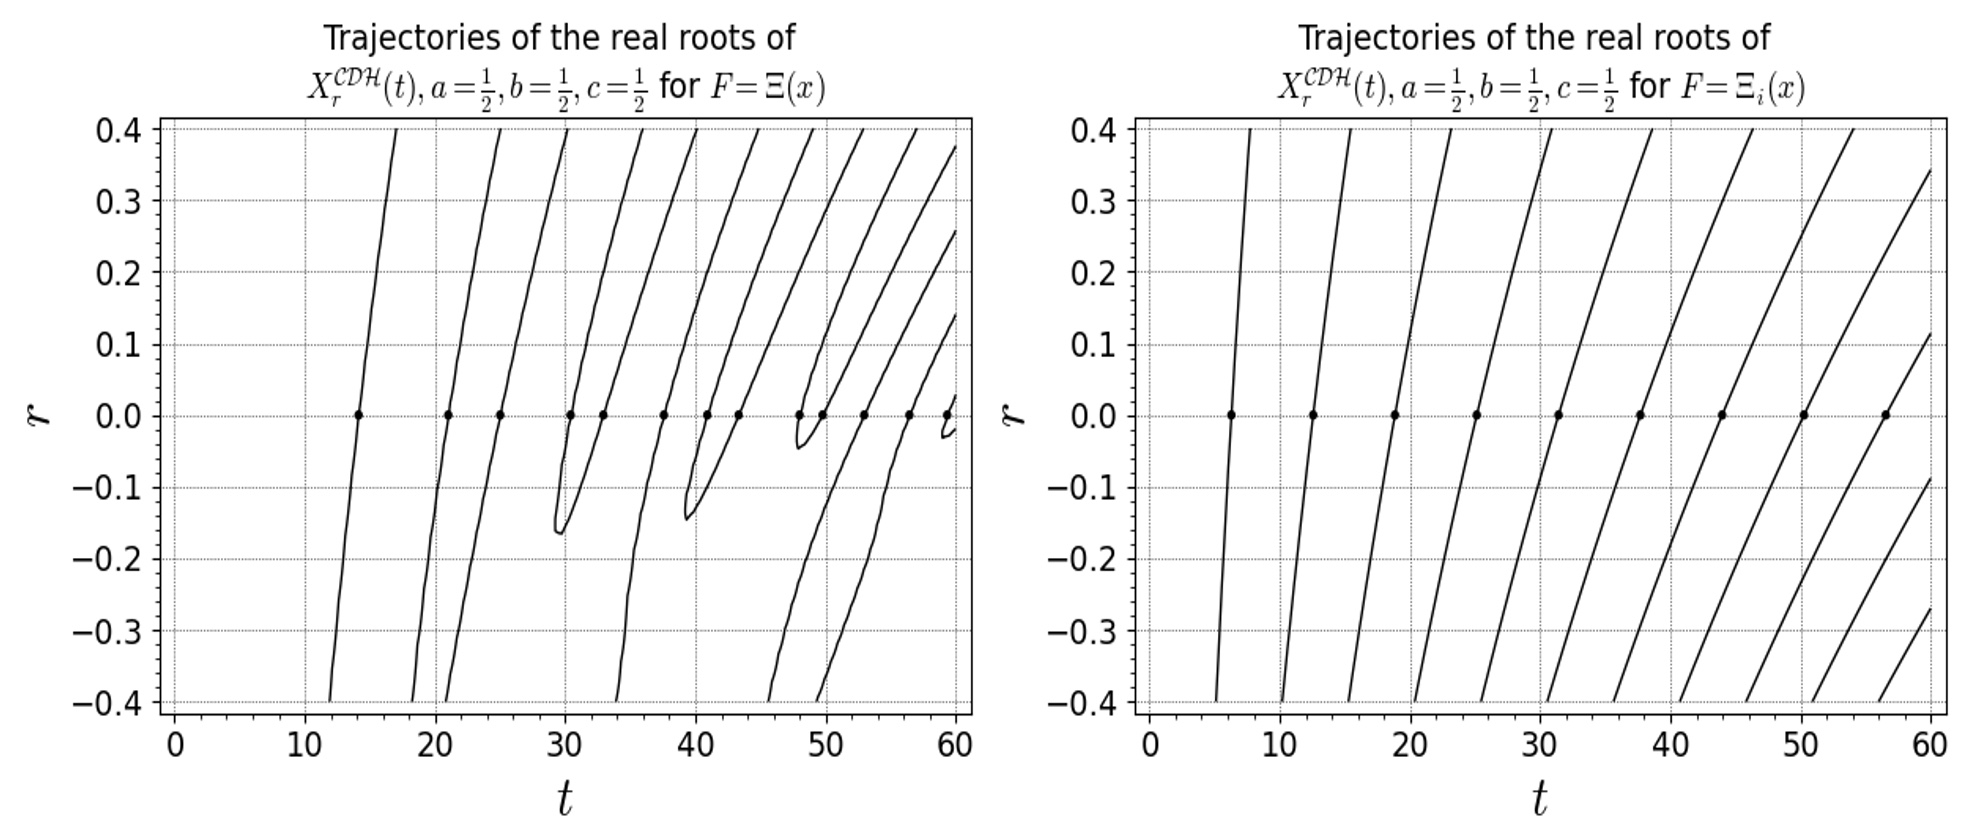 Trajectories of the real roots of
X_r^{𝒞𝒟ℋ}(t), a = 1/2, b = 1/2, c = 1/2 for F = Ξ(x)
0.4
0.3
0.2
0.1
0.0
−0.1
−0.2
−0.3
−0.4
r
0 10 20 30 40 50 60
t
Trajectories of the real roots of
X_r^{𝒞𝒟ℋ}(t), a = 1/2, b = 1/2, c = 1/2 for F = Ξ_i(x)
0.4
0.3
0.2
0.1
0.0
−0.1
−0.2
−0.3
−0.4
r
0 10 20 30 40 50 60
t